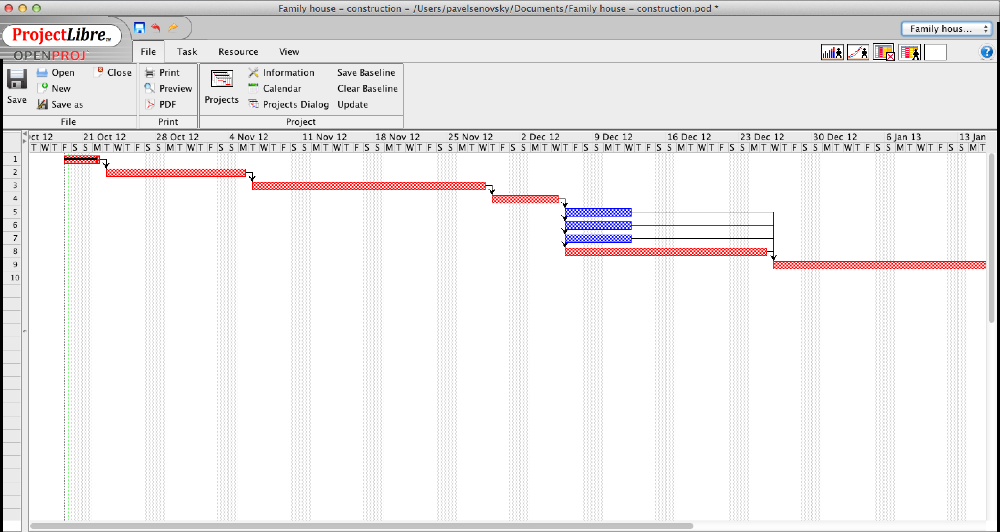 Family house – construction – /Users/pavelsenovsky/Documents/Family house – construction.pod *
ProjectLibre™
OPENPROJ™
Family hous...
File Task Resource View
?
Save
Open
New
Save as
Close
File
Print
Preview
PDF
Print
Projects
Information
Calendar
Projects Dialog
Save Baseline
Clear Baseline
Update
Project
ct 12 21 Oct 12 28 Oct 12 4 Nov 12 11 Nov 12 18 Nov 12 25 Nov 12 2 Dec 12 9 Dec 12 16 Dec 12 23 Dec 12 30 Dec 12 6 Jan 13 13 Jan
T W T F S S M T W T F S S M T W T F S S M T W T F S S M T W T F S S M T W T F S S M T W T F S S M T W T F S S M T W T F S S M T W T F S S M T W T F S S M T W T F S S M T W T F S S M T
1
2
3
4
5
6
7
8
9
10